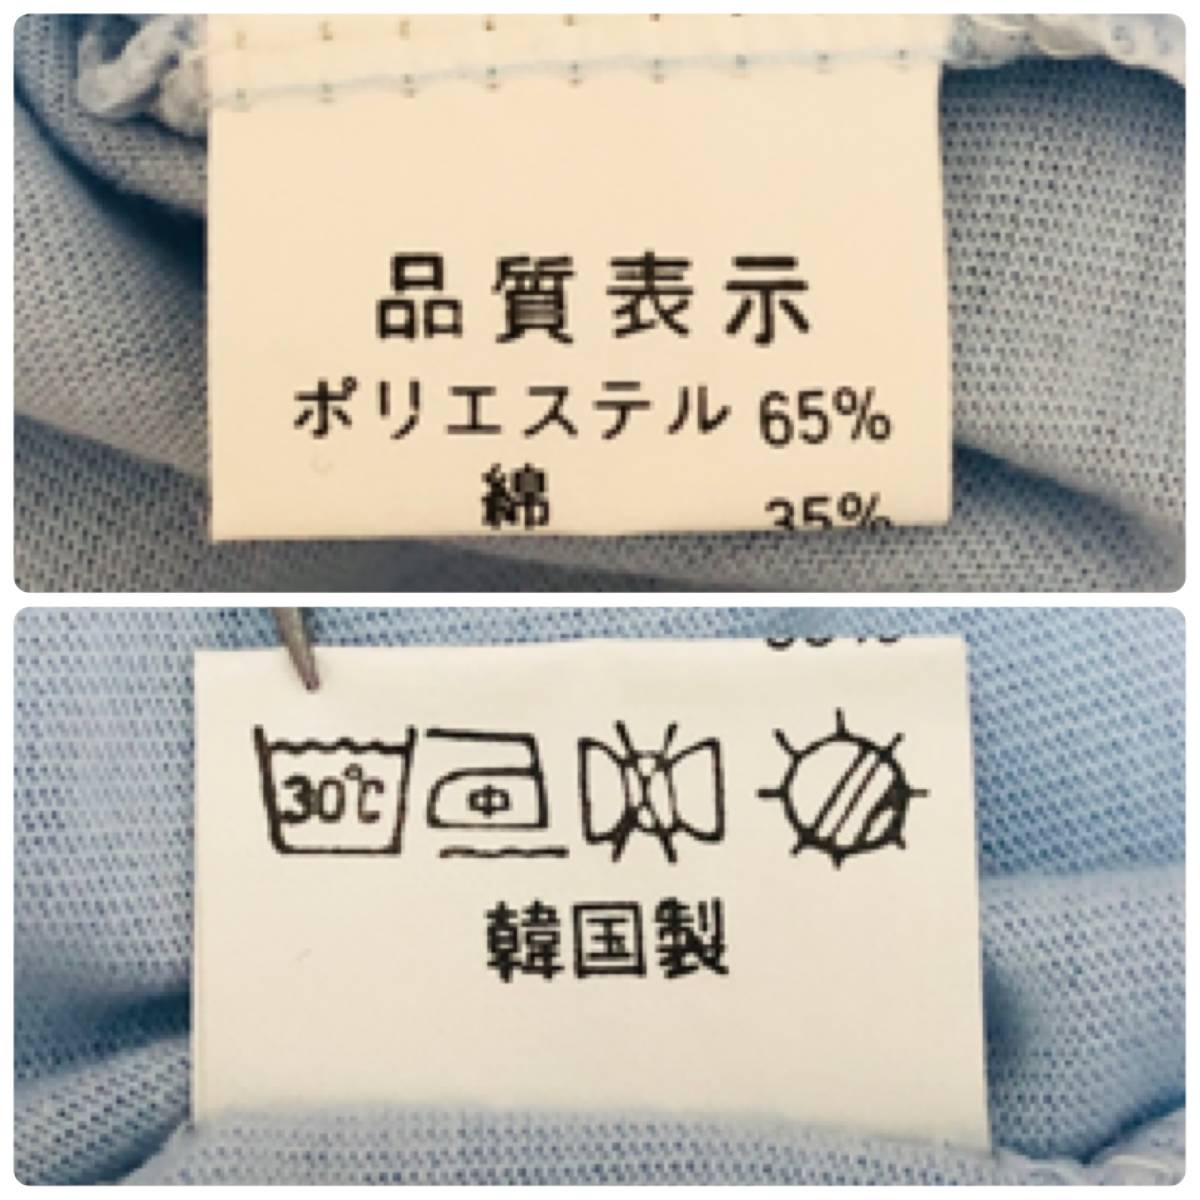 品質表示
ポリエステル 65%
綿 35%
30℃ 中
韓国製